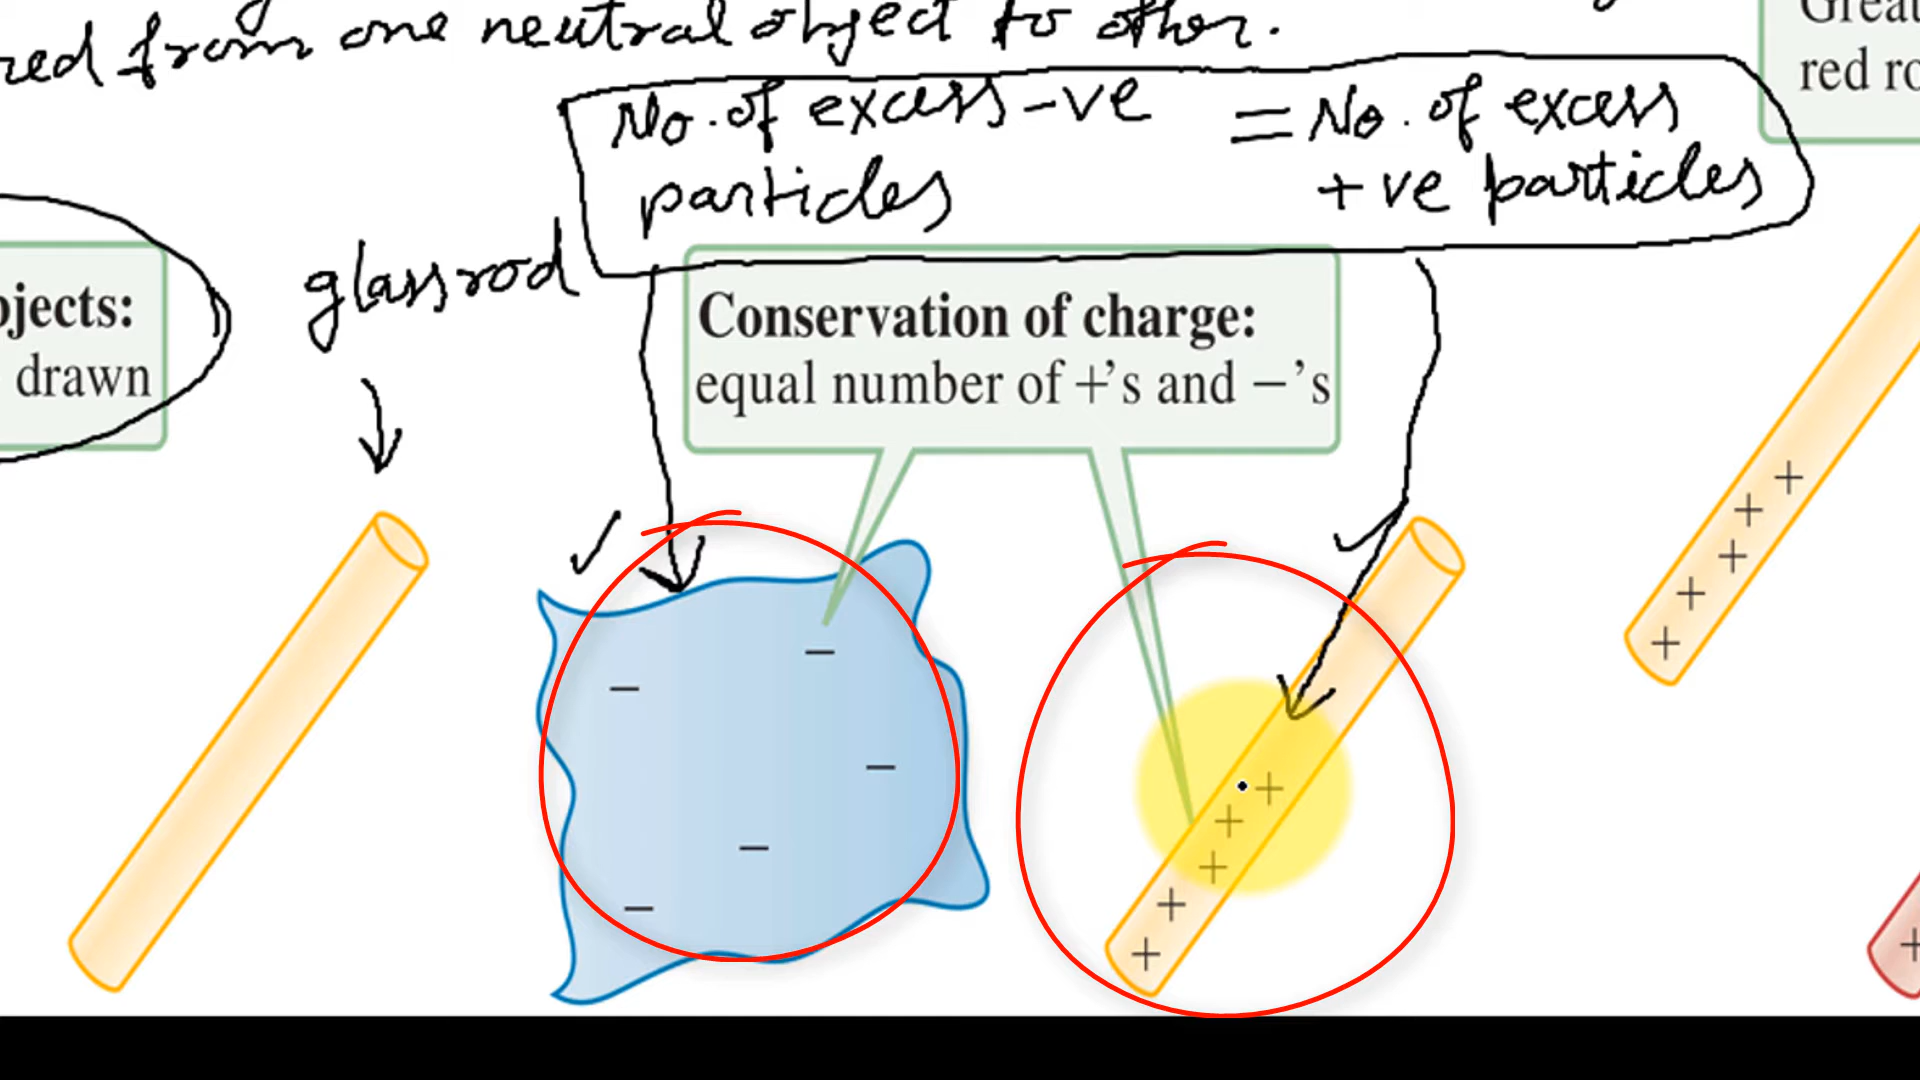 red from one neutral object to other.
No. of excess -ve = No. of excess
particles +ve particles
red ro
glass rod
Conservation of charge:
equal number of +'s and −'s
bjects:
drawn
− − − − −
+ + + + +
+ + + + +
+